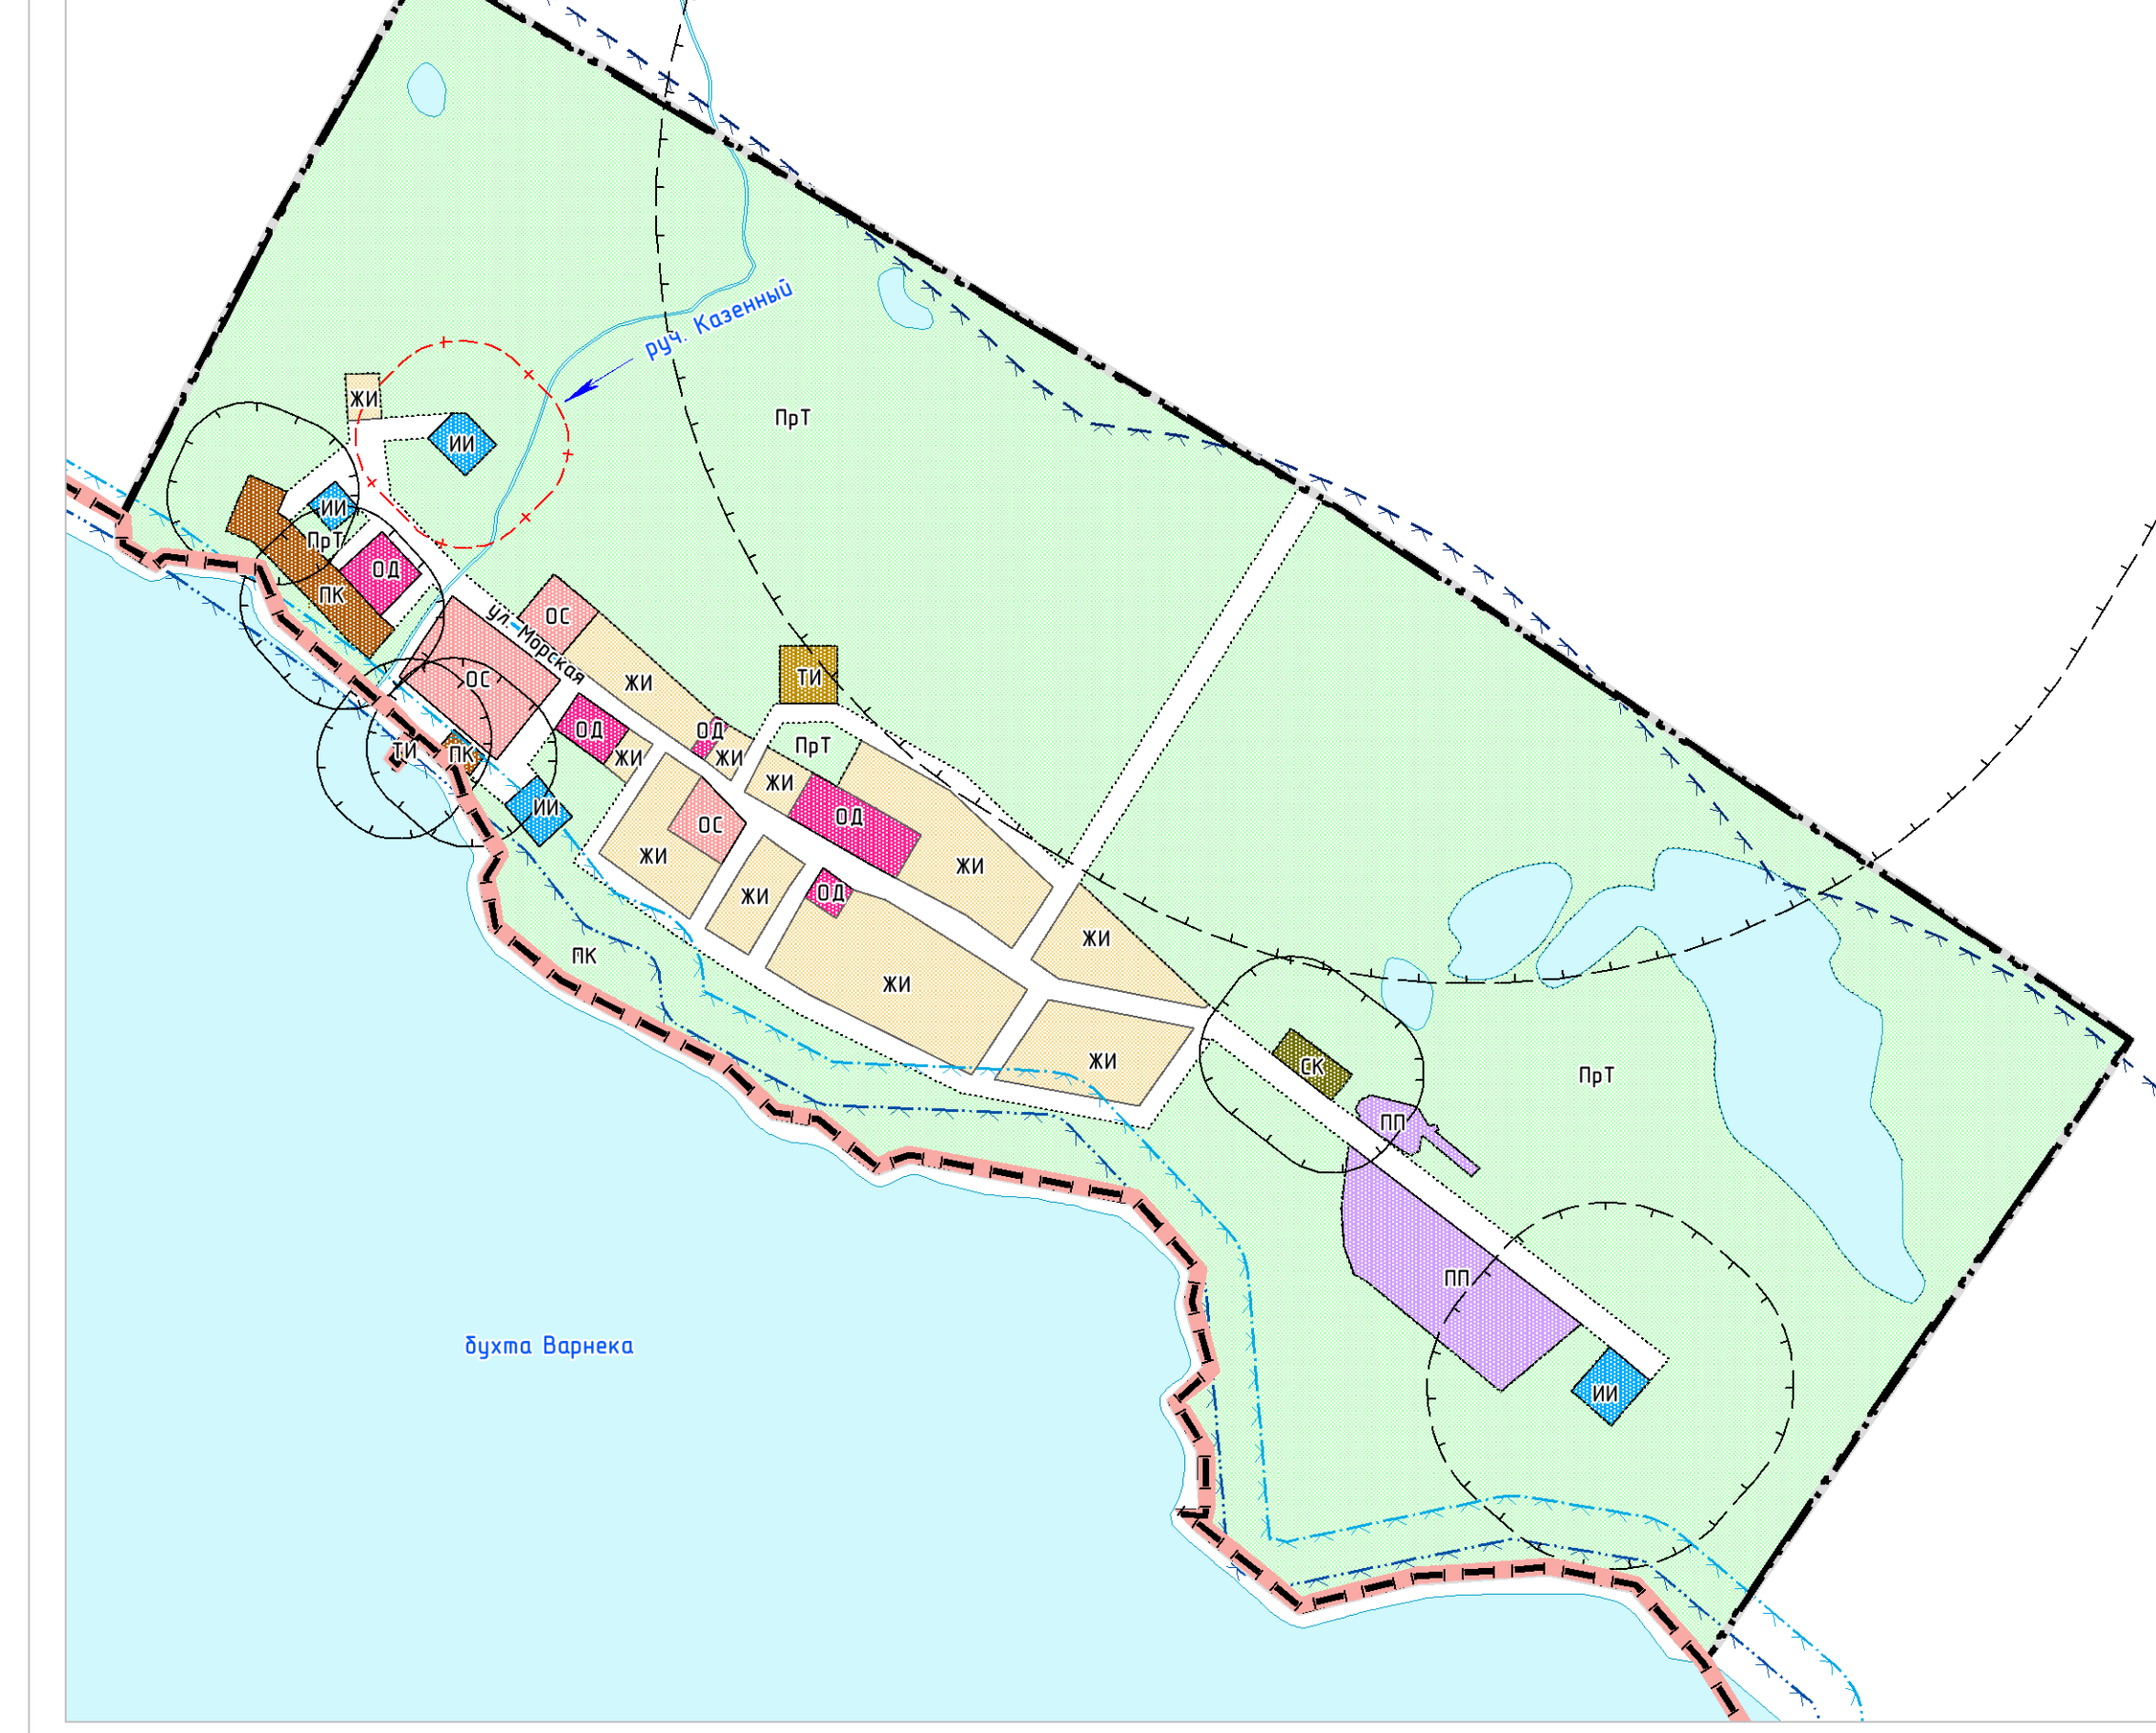 руч. Казенный
ЖИ
ПрТ
ИИ
ИИ
ПрТ
ОД
ПК
ОС
ул. Морская
ОС
ЖИ
ТИ
ОД
ОД
ПрТ
ТИ
ПК
ЖИ
ЖИ
ЖИ
ИИ
ОД
ОС
ЖИ
ЖИ
ЖИ
ОД
ЖИ
ПК
ЖИ
ЖИ
СК
ПрТ
ПП
ПП
бухта Варнека
ИИ